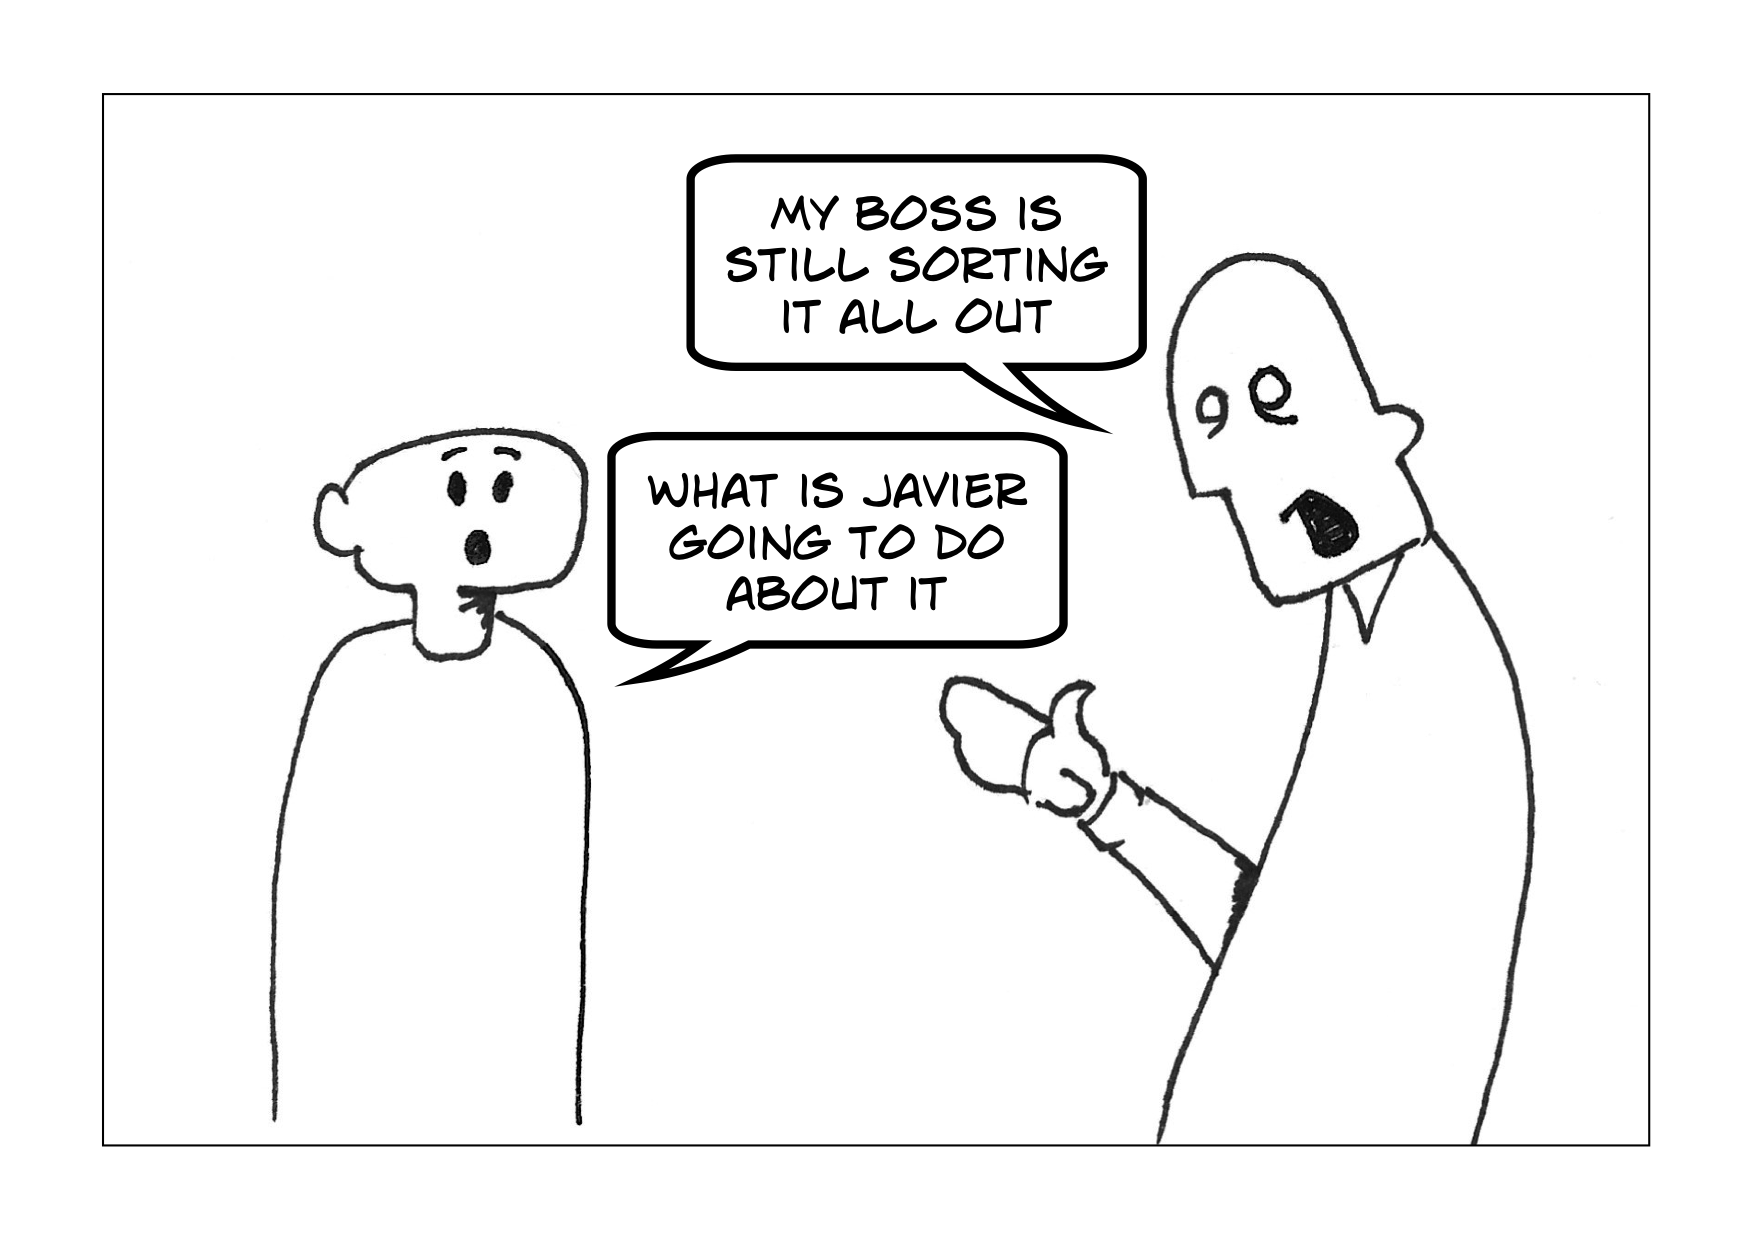 MY BOSS IS
STILL SORTING
IT ALL OUT
WHAT IS JAVIER
GOING TO DO
ABOUT IT